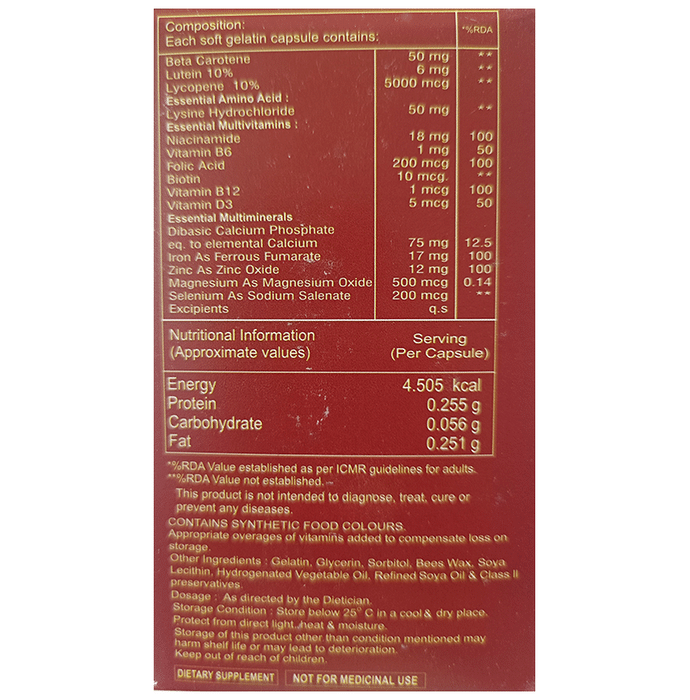 Composition:
Each soft gelatin capsule contains: *%RDA
Beta Carotene 50 mg **
Lutein 10% 6 mg **
Lycopene 10% 5000 mcg **
Essential Amino Acid :
Lysine Hydrochloride 50 mg **
Essential Multivitamins :
Niacinamide 18 mg 100
Vitamin B6 1 mg 50
Folic Acid 200 mcg 100
Biotin 10 mcg. **
Vitamin B12 1 mcg 100
Vitamin D3 5 mcg 50
Essential Multiminerals
Dibasic Calcium Phosphate
eq. to elemental Calcium 75 mg 12.5
Iron As Ferrous Fumarate 17 mg 100
Zinc As Zinc Oxide 12 mg 100
Magnesium As Magnesium Oxide 500 mcg 0.14
Selenium As Sodium Salenate 200 mcg **
Excipients q.s
Nutritional Information Serving
(Approximate values) (Per Capsule)
Energy 4.505 kcal
Protein 0.255 g
Carbohydrate 0.056 g
Fat 0.251 g
*%RDA Value established as per ICMR guidelines for adults.
**%RDA Value not established.
This product is not intended to diagnose, treat, cure or
prevent any diseases.
CONTAINS SYNTHETIC FOOD COLOURS.
Appropriate overages of vitamins added to compensate loss on
storage.
Other Ingredients : Gelatin, Glycerin, Sorbitol, Bees Wax, Soya
Lecithin, Hydrogenated Vegetable Oil, Refined Soya Oil & Class II
preservatives.
Dosage : As directed by the Dietician.
Storage Condition : Store below 25° C in a cool & dry place.
Protect from direct light, heat & moisture.
Storage of this product other than condition mentioned may
harm shelf life or may lead to deterioration.
Keep out of reach of children.
DIETARY SUPPLEMENT NOT FOR MEDICINAL USE